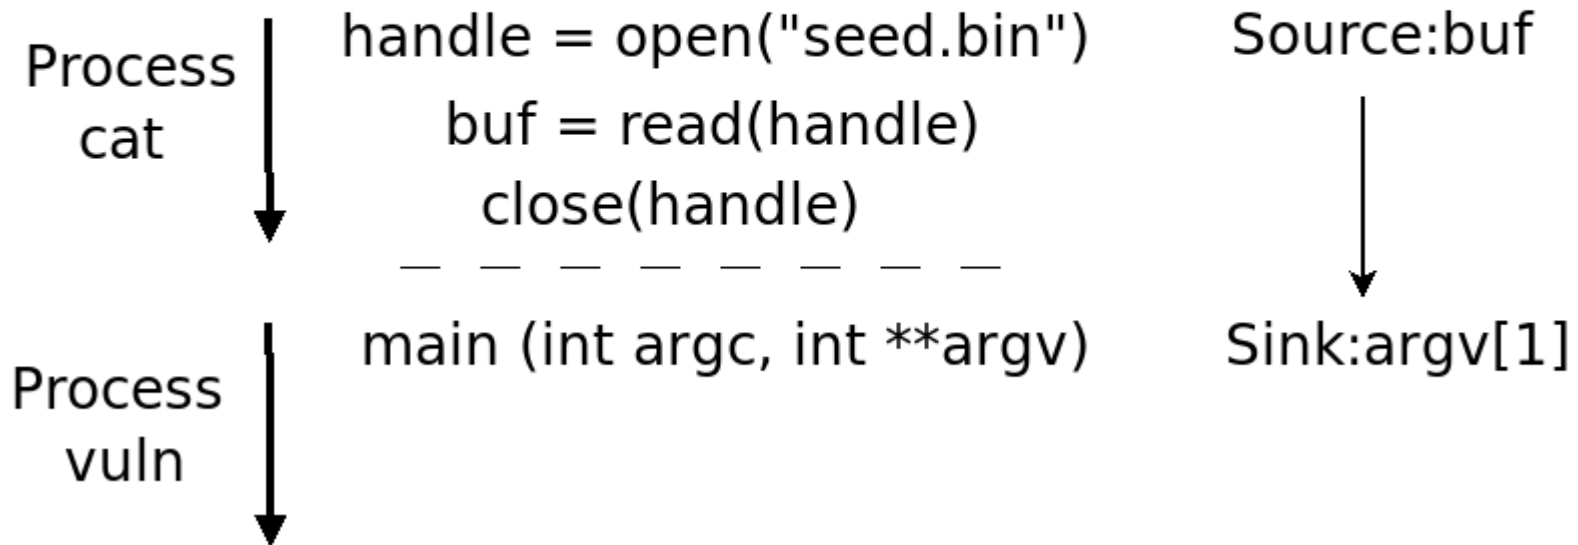 Process
cat
handle = open("seed.bin")
buf = read(handle)
close(handle)
Source:buf
Process
vuln
main (int argc, int **argv)
Sink:argv[1]